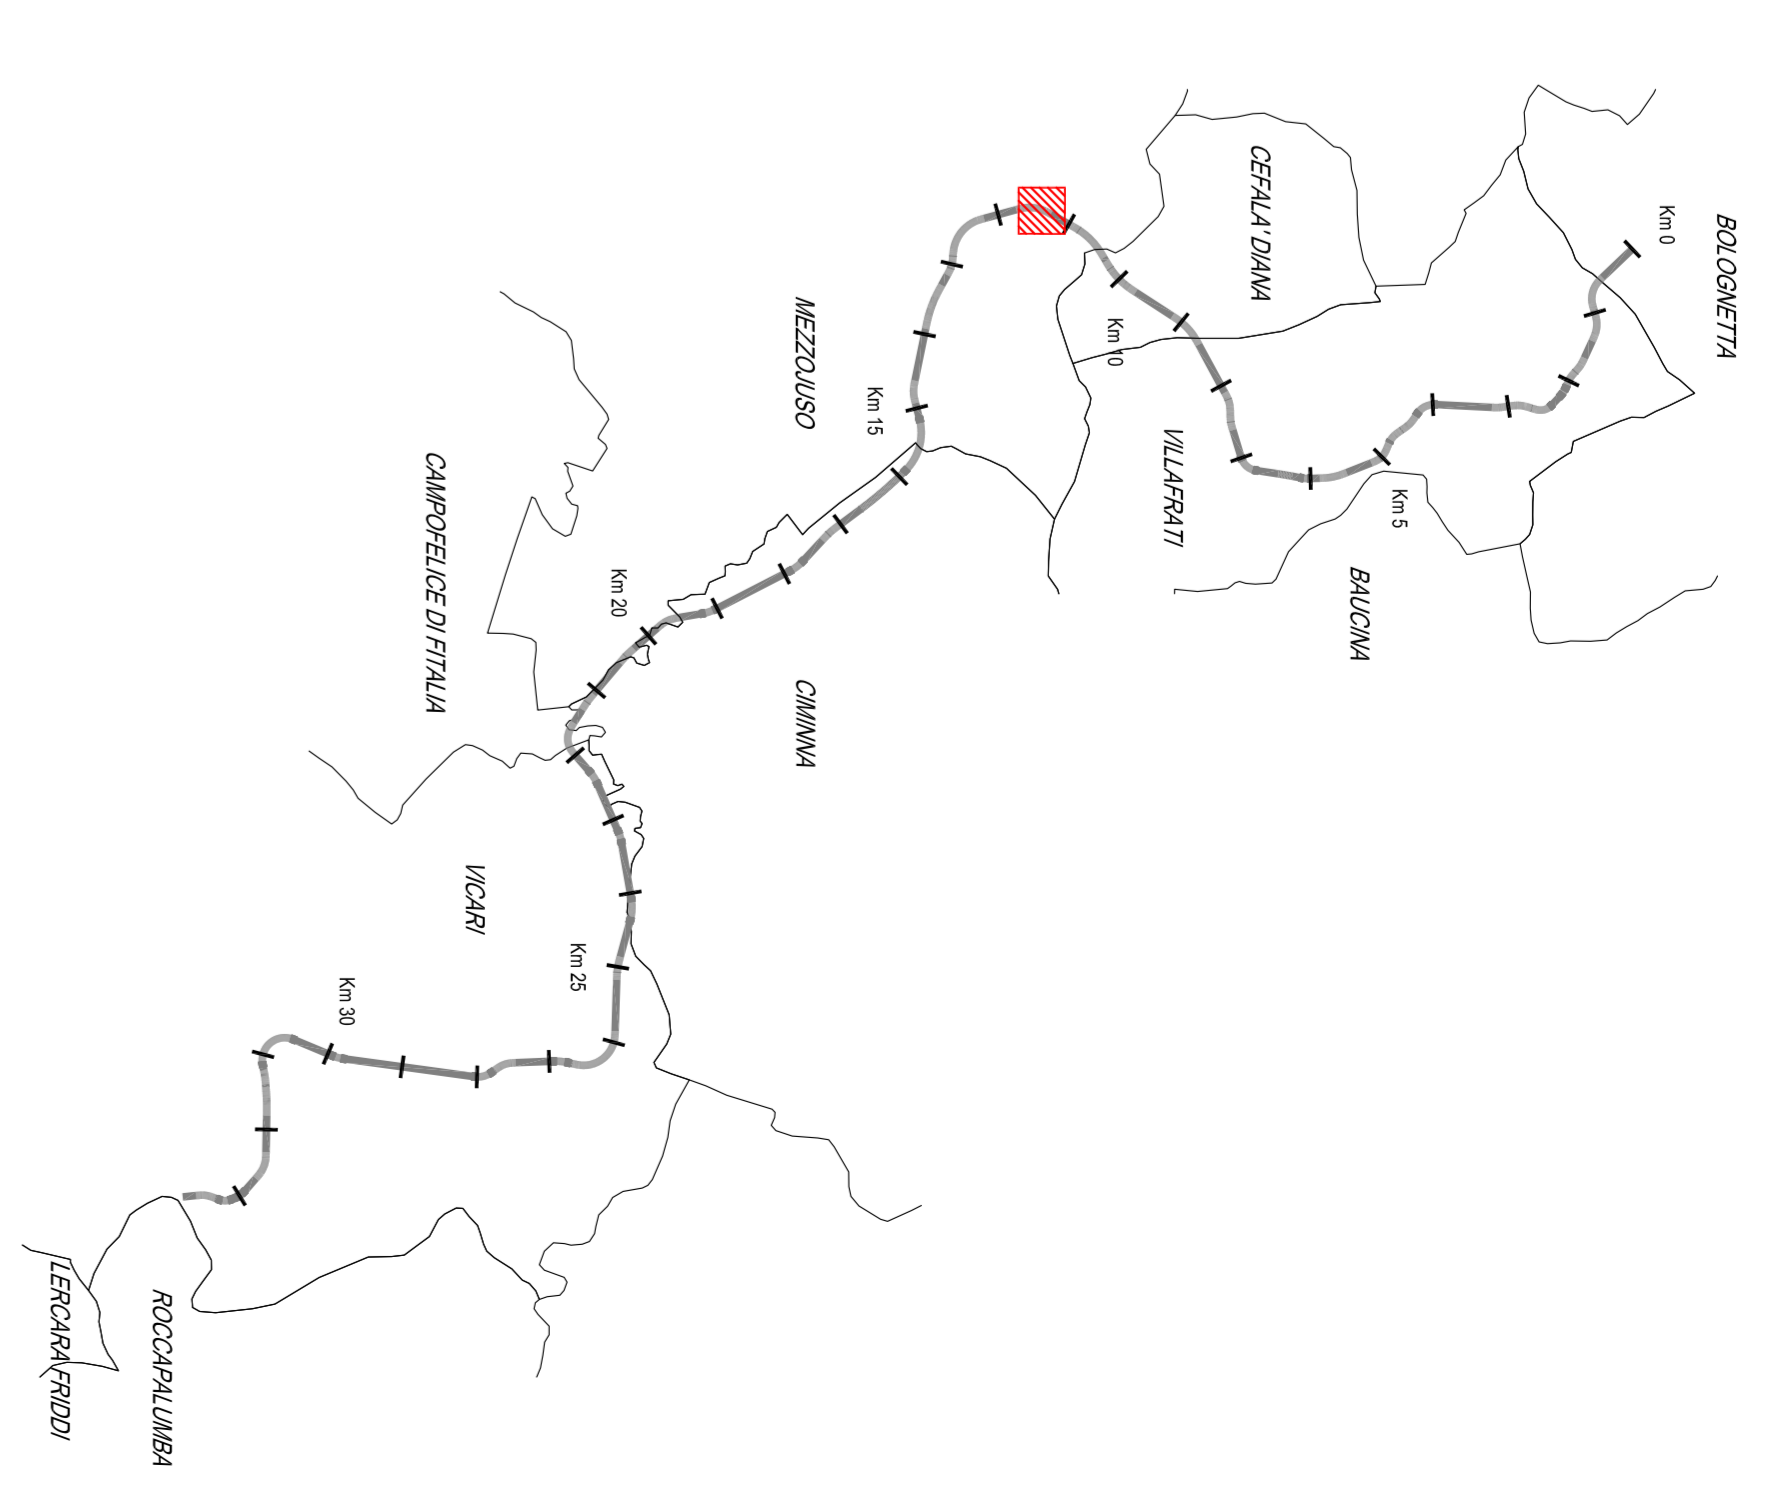 BOLOGNETTA
Km 0
CEFALA' DIANA
Km 5
BAUCINA
VILLAFRATI
Km 10
MEZZOJUSO
Km 15
CIMINNA
Km 20
CAMPOFELICE DI FITALIA
VICARI
Km 25
Km 30
ROCCAPALUMBA
LERCARA FRIDDI